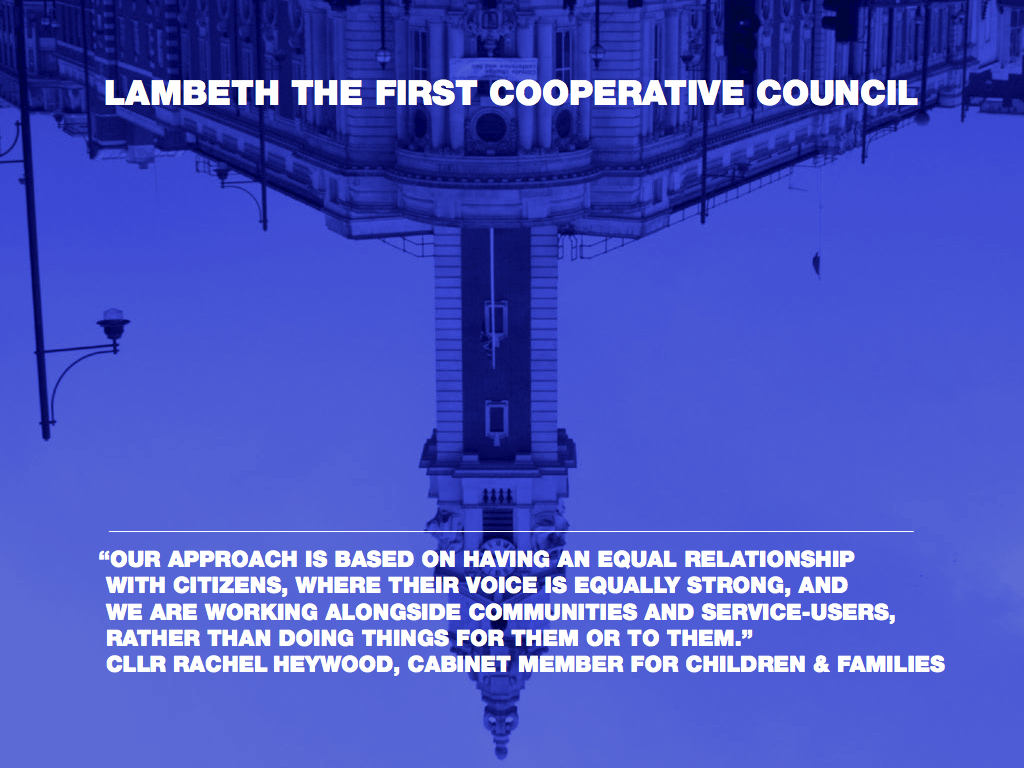 LAMBETH THE FIRST COOPERATIVE COUNCIL
“OUR APPROACH IS BASED ON HAVING AN EQUAL RELATIONSHIP
WITH CITIZENS, WHERE THEIR VOICE IS EQUALLY STRONG, AND
WE ARE WORKING ALONGSIDE COMMUNITIES AND SERVICE-USERS,
RATHER THAN DOING THINGS FOR THEM OR TO THEM.”
CLLR RACHEL HEYWOOD, CABINET MEMBER FOR CHILDREN & FAMILIES